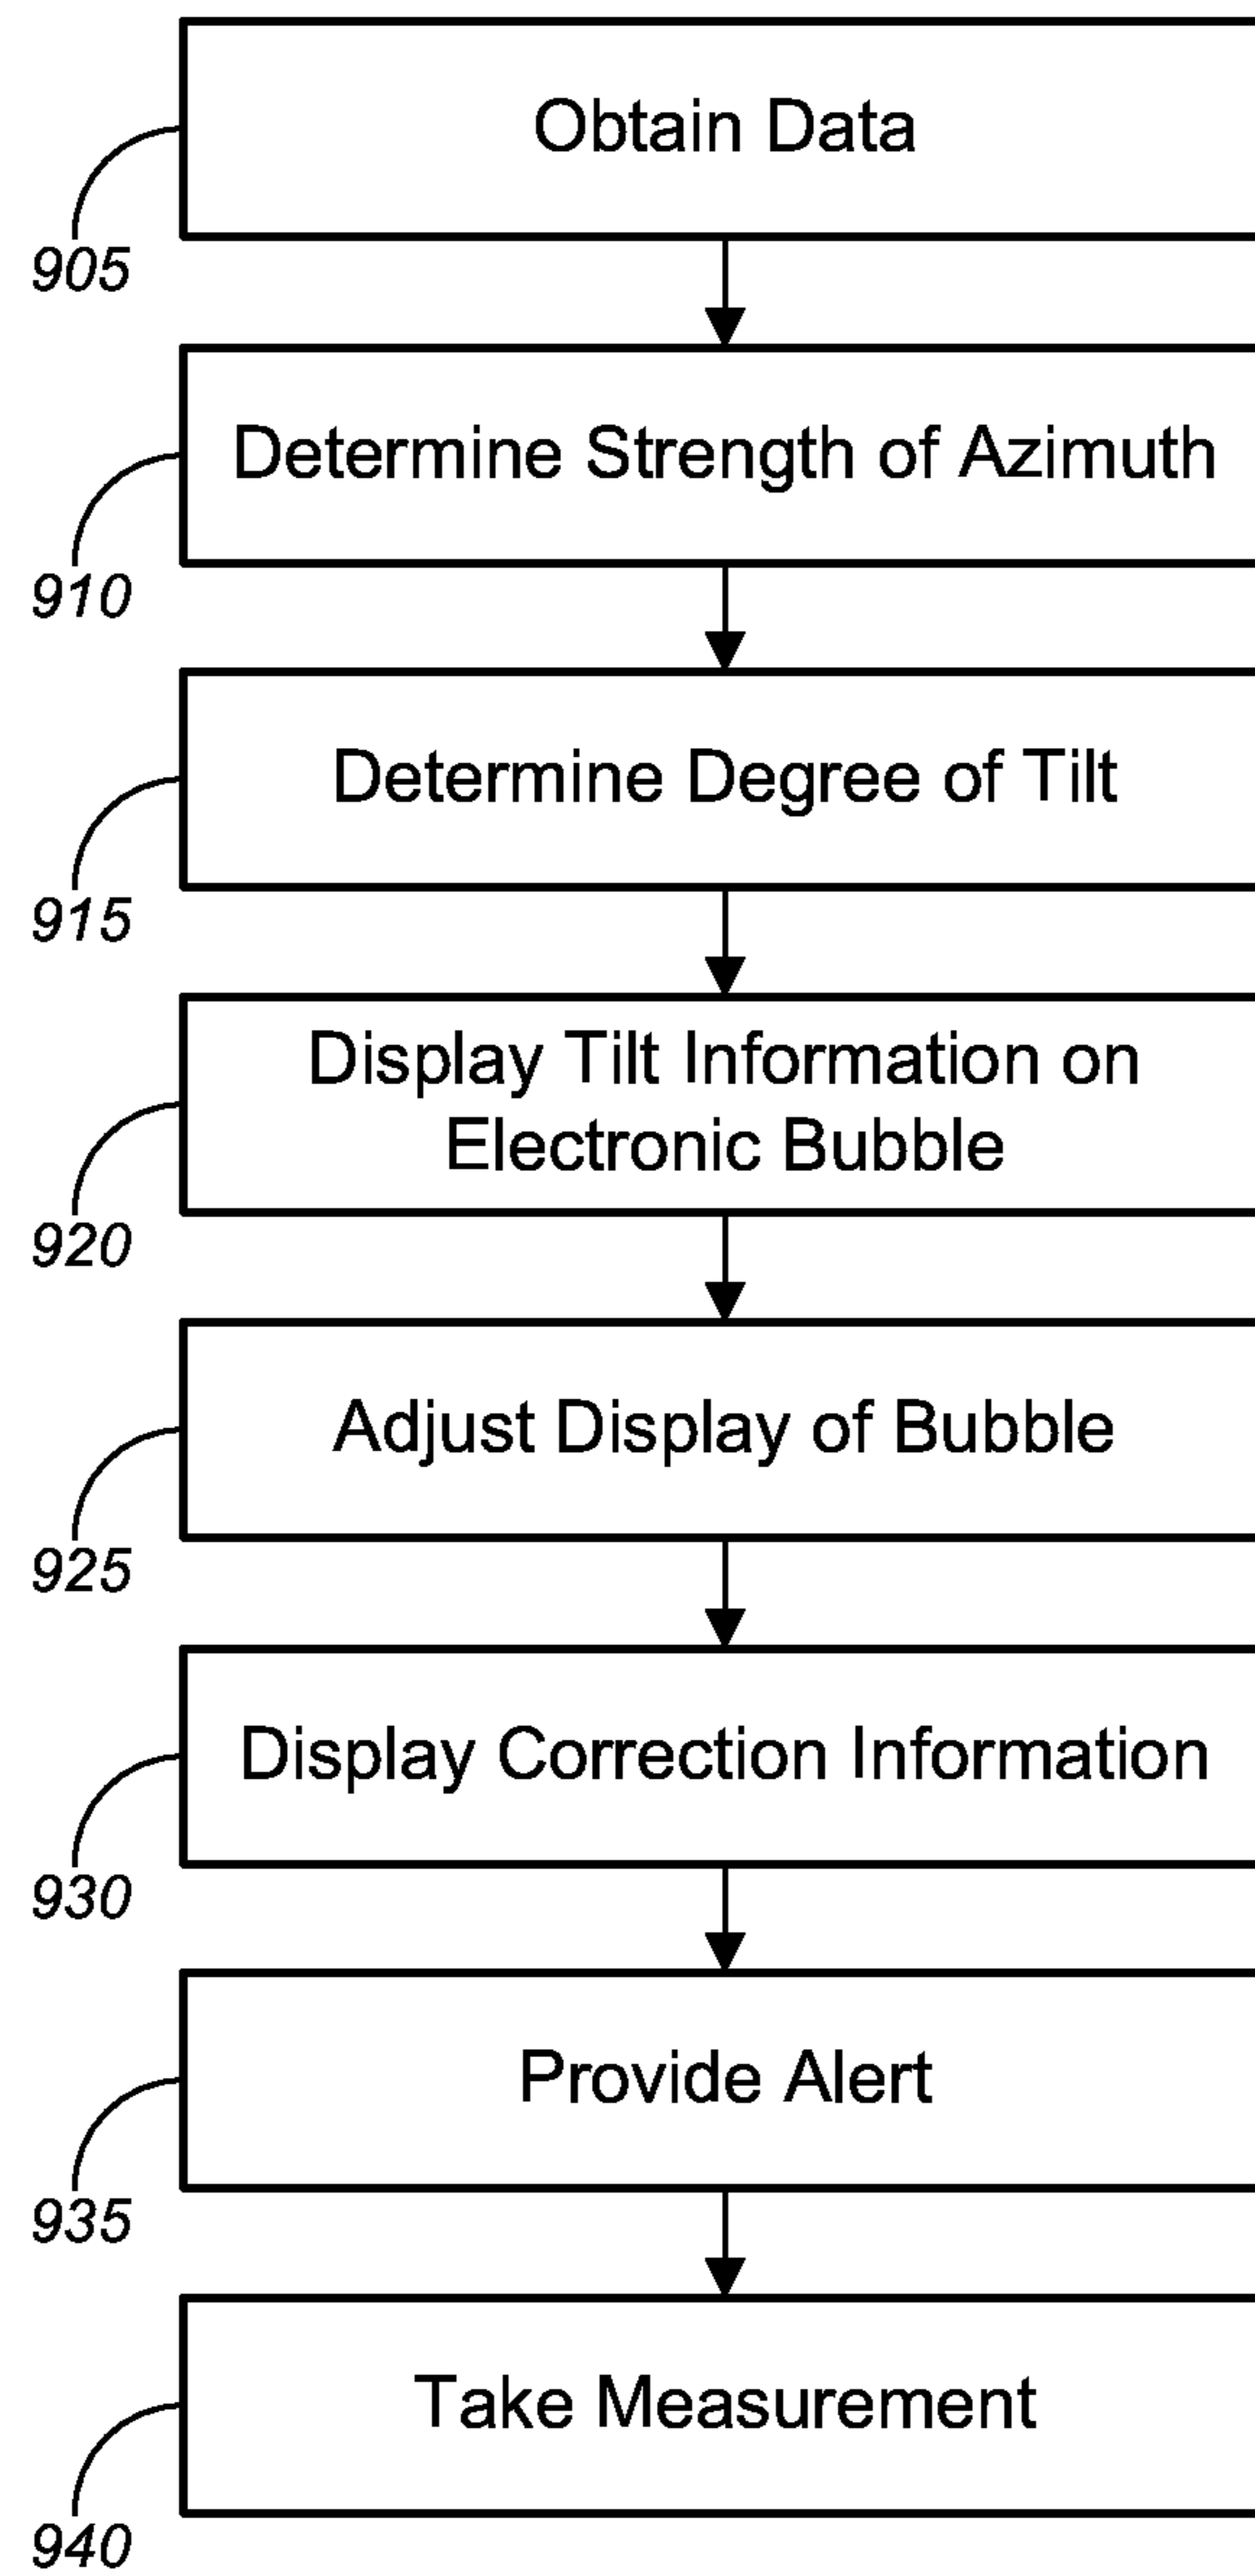 Obtain Data
905
Determine Strength of Azimuth
910
Determine Degree of Tilt
915
Display Tilt Information on
Electronic Bubble
920
Adjust Display of Bubble
925
Display Correction Information
930
Provide Alert
935
Take Measurement
940